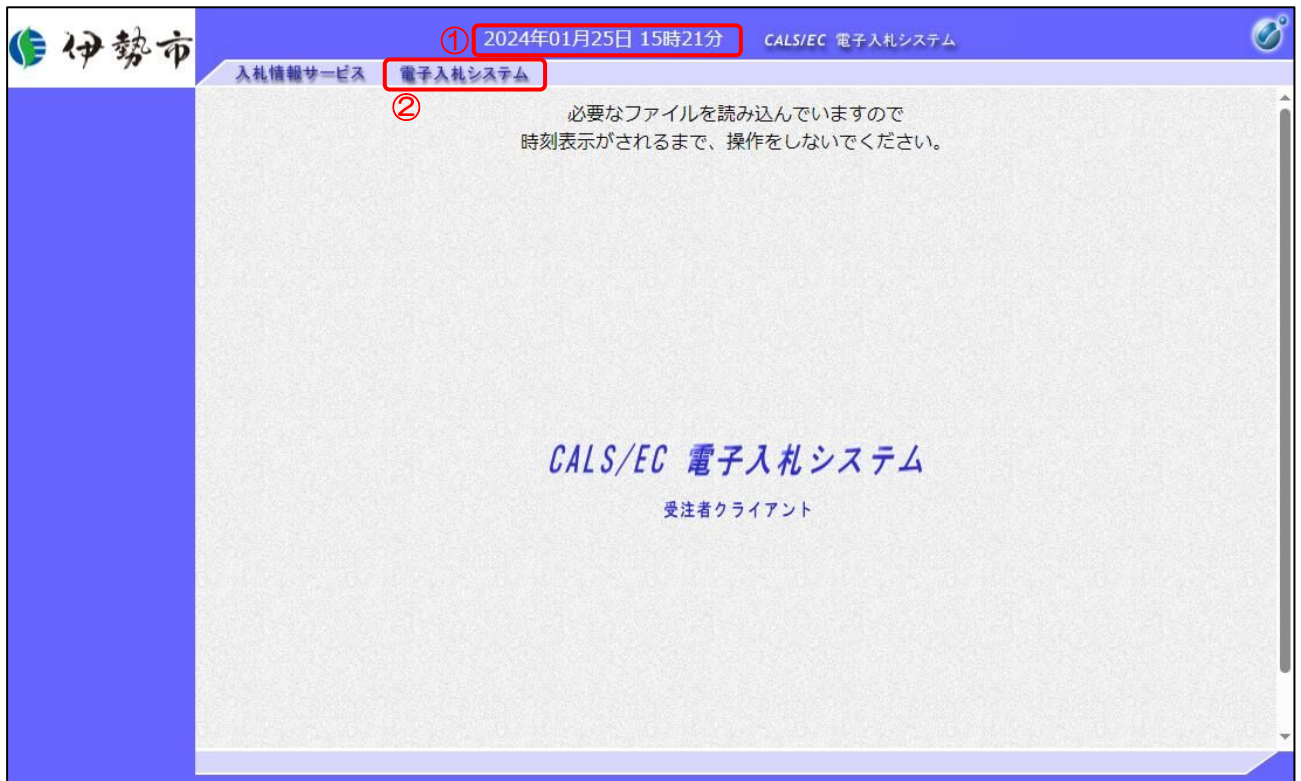 伊勢市
① 2024年01月25日 15時21分 CALS/EC 電子入札システム
入札情報サービス 電子入札システム
②
必要なファイルを読み込んでいますので
時刻表示がされるまで、操作をしないでください。
CALS/EC 電子入札システム
受注者クライアント